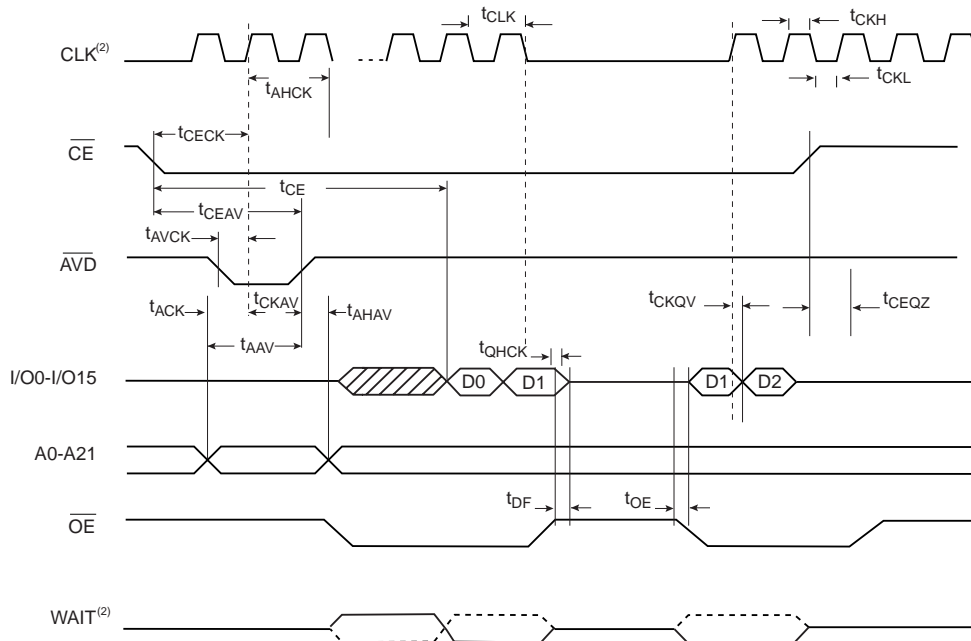 tCLK
tCKH
CLK(2)
tCKL
tAHCK
tCECK
CE
tCE
tCEAV
tAVCK
AVD
tACK
tCKAV
tAHAV
tCKQV
tCEQZ
tAAV
tQHCK
I/O0-I/O15
D0
D1
D1
D2
A0-A21
tDF
tOE
OE
WAIT(2)